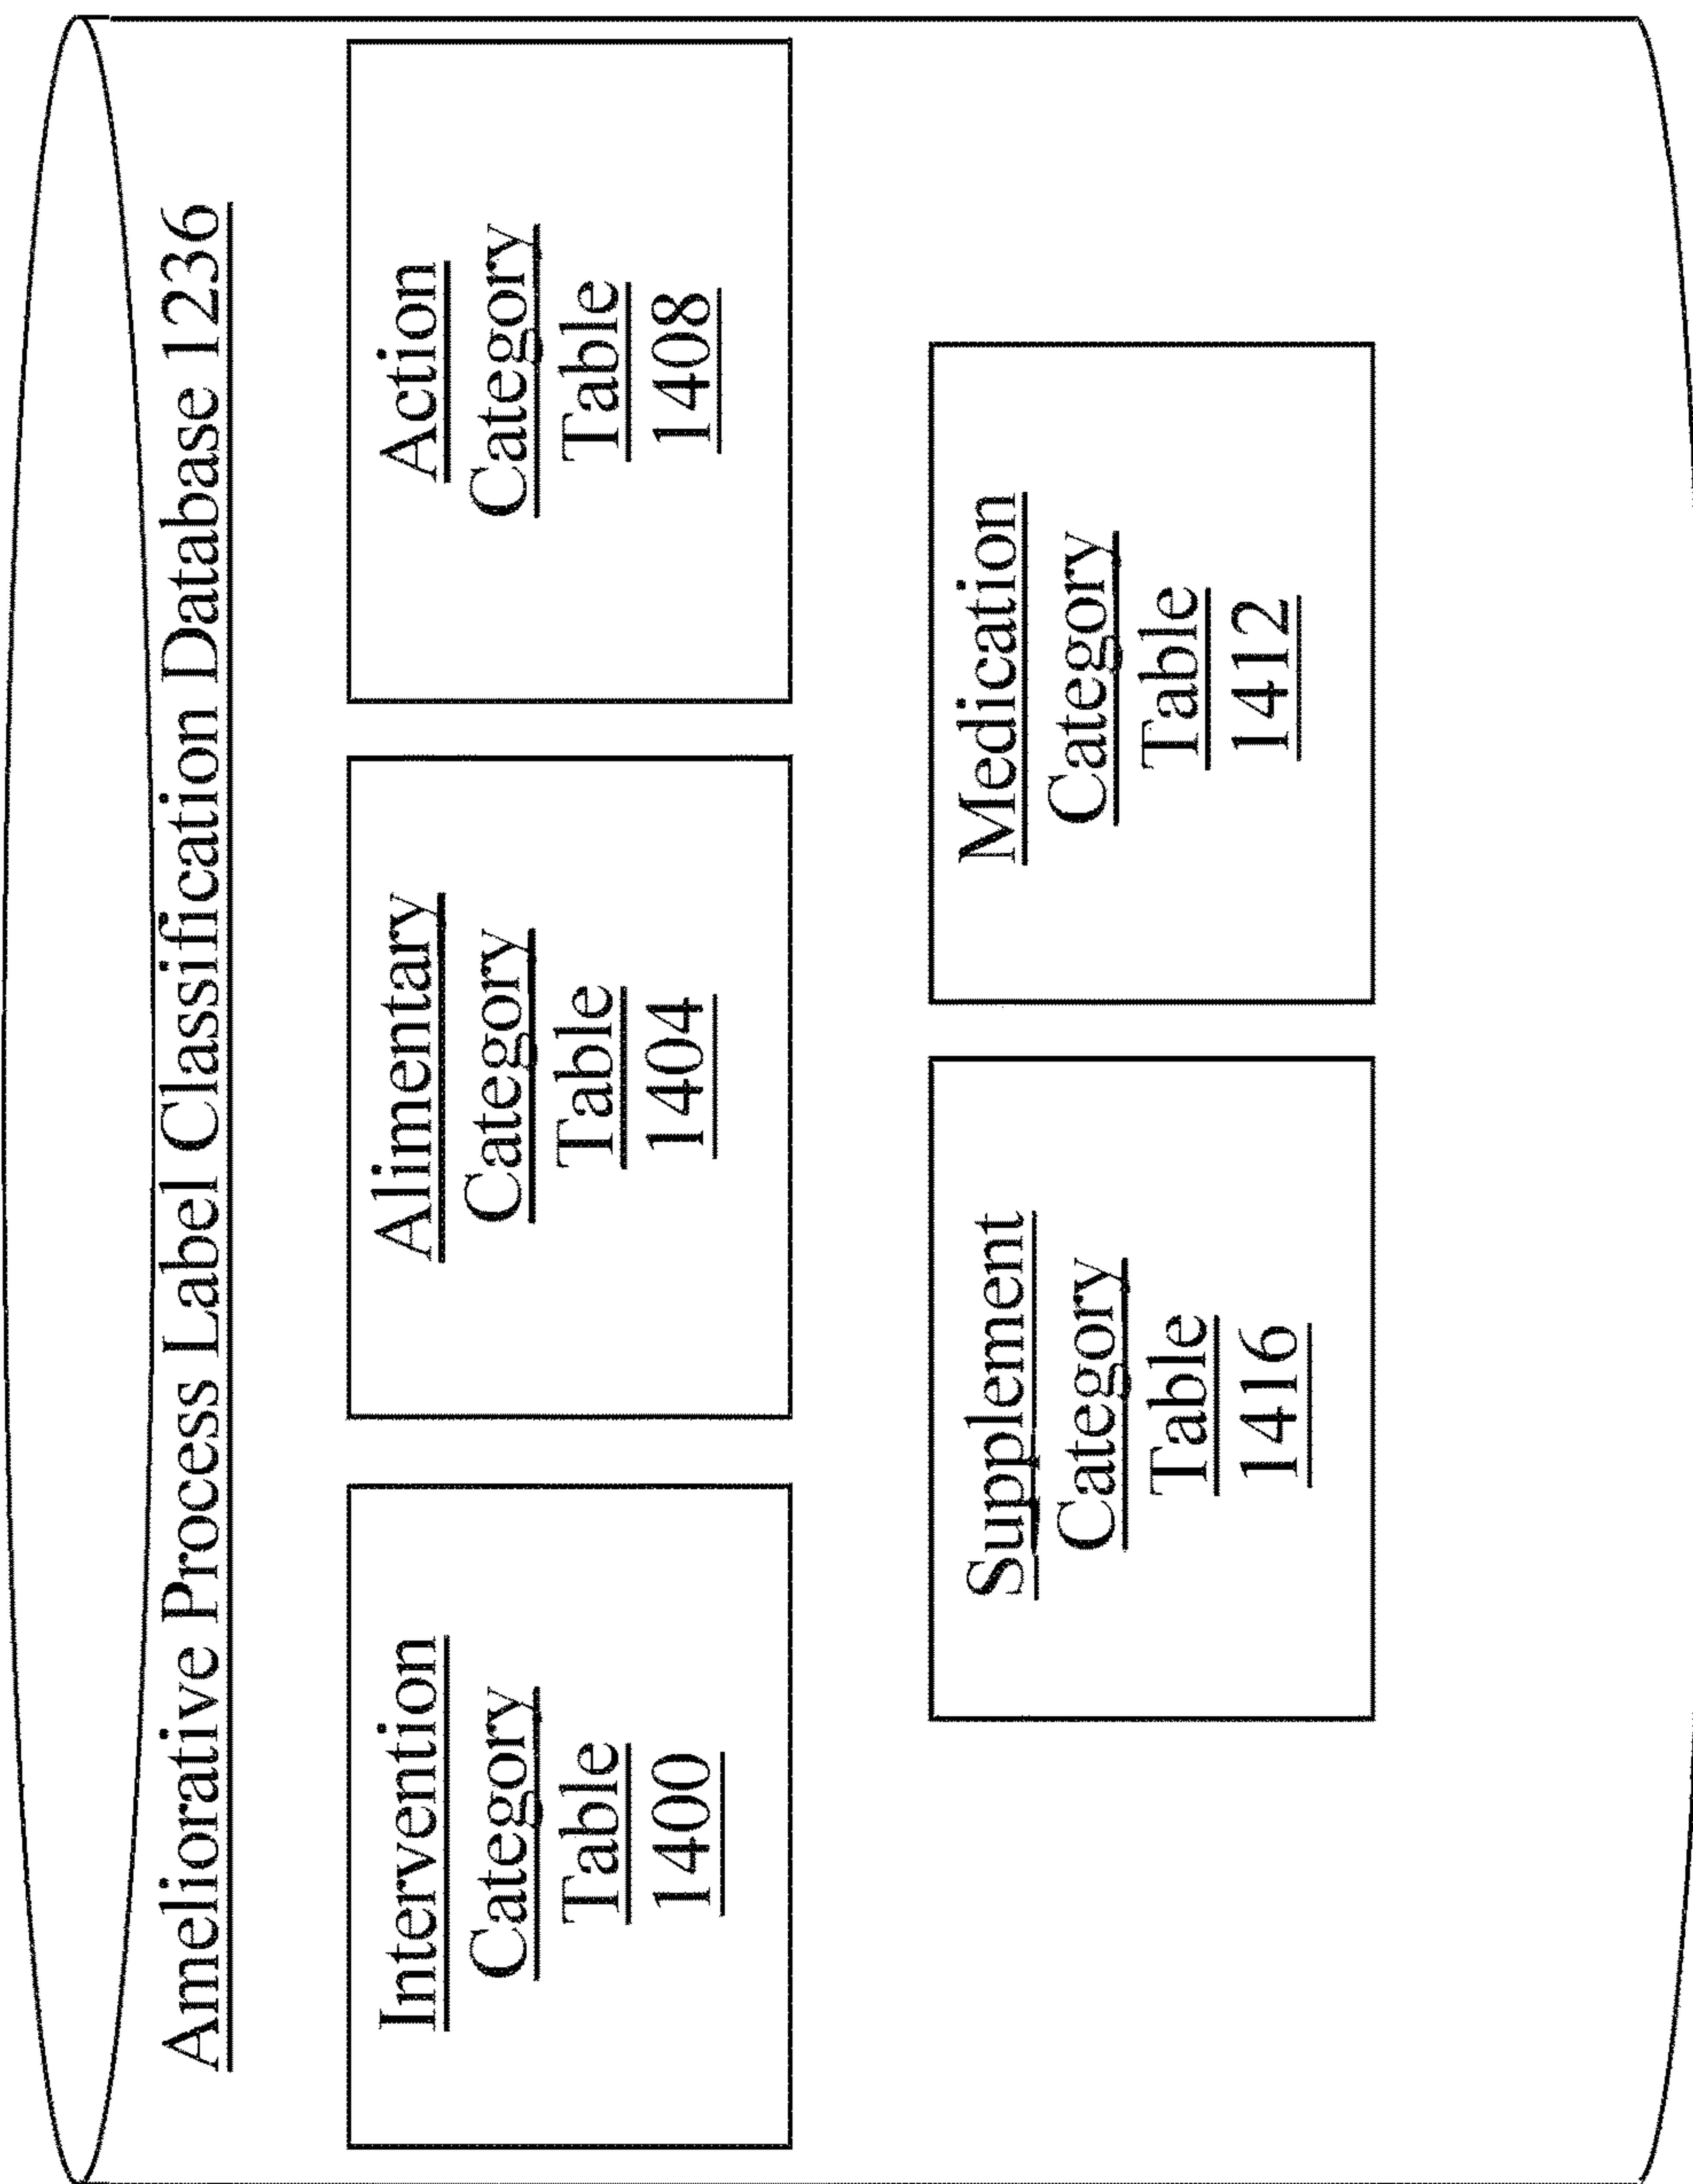 Ameliorative Process Label Classification Database 1236
Intervention
Category
Table
1400
Alimentary
Category
Table
1404
Action
Category
Table
1408
Supplement
Category
Table
1416
Medication
Category
Table
1412